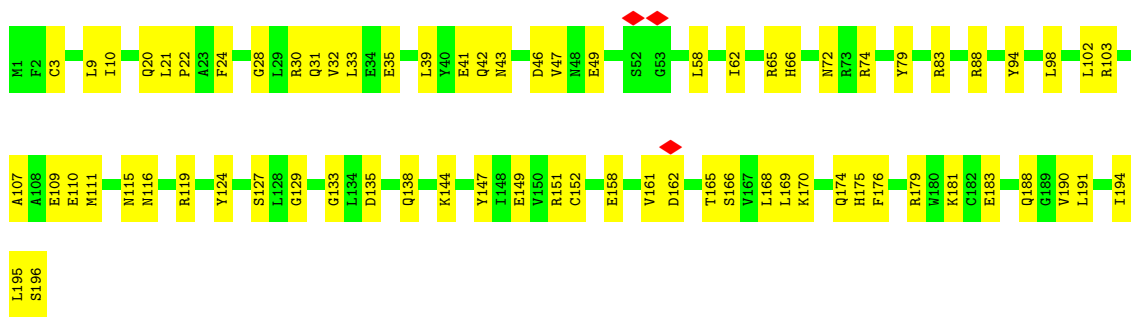 M1 F2 C3 L9 I10 Q20 L21 P22 A23 F24 G28 L29 R30 Q31 V32 L33 E34 E35 L39 Y40 E41 Q42 N43 D46 V47 N48 E49 S52 G53 L58 I62 R65 H66 N72 R73 R74 Y79 R83 R88 Y94 L98 L102 R103
A107 A108 E109 E110 M111 N115 N116 R119 Y124 S127 L128 G129 G133 L134 D135 Q138 K144 Y147 I148 E149 V150 R151 C152 E158 V161 D162 T165 S166 V167 L168 L169 K170 Q174 H175 F176 R179 W180 K181 C182 E183 Q188 G189 V190 L191 I194
L195 S196